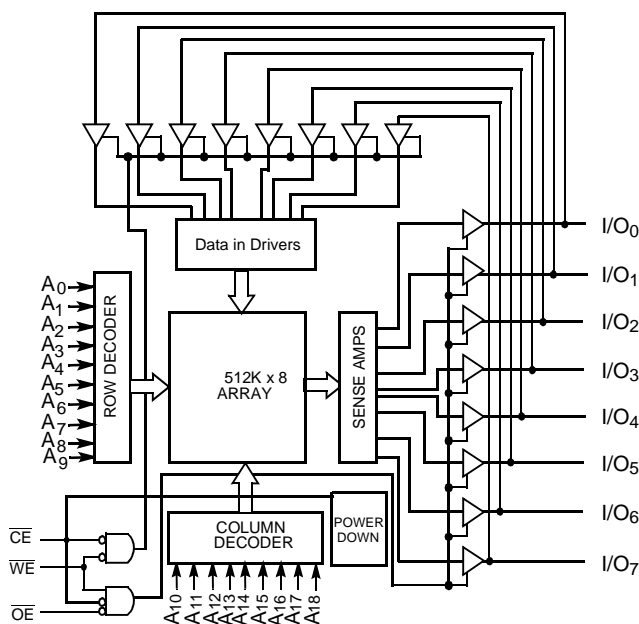 Data in Drivers
I/O0
I/O1
I/O2
I/O3
I/O4
I/O5
I/O6
I/O7
A0
A1
A2
A3
A4
A5
A6
A7
A8
A9
ROW DECODER
512K x 8
ARRAY
SENSE AMPS
COLUMN
DECODER
POWER
DOWN
CE
WE
OE
A10
A11
A12
A13
A14
A15
A16
A17
A18